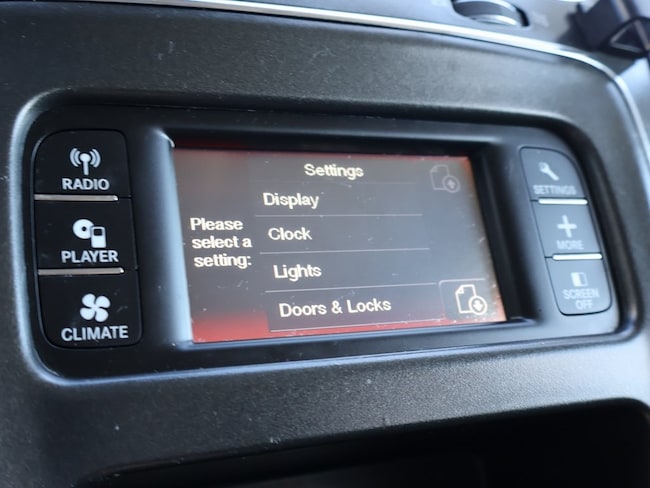 RADIO
PLAYER
CLIMATE
Please
select a
setting:
Settings
Display
Clock
Lights
Doors & Locks
SETTINGS
MORE
SCREEN
OFF